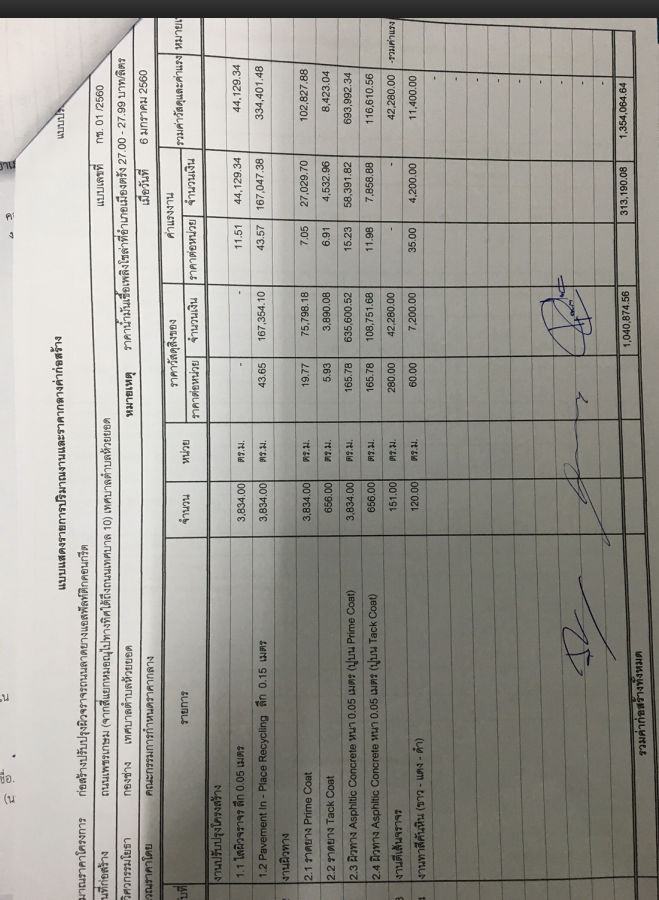 แบบแสดงรายการปริมาณงานและราคากลางค่าก่อสร้าง
แบบปร
มาณราคาโครงการ ก่อสร้างปรับปรุงผิวจราจรถนนลาดยางแอสฟัลท์ติกคอนกรีต
นที่ก่อสร้าง ถนนเพชรเกษม (จากสี่แยกหมอณูไปทางทิศใต้ถึงถนนเทศบาล 10) เทศบาลตำบลห้วยยอด แบบเลขที่ กช. 01 /2560
วิศวกรรมโยธา กองช่าง เทศบาลตำบลห้วยยอด หมายเหตุ ราคาน้ำมันเชื้อเพลิงโซล่าที่อำเภอเมืองตรัง 27.00 - 27.99 บาท/ลิตร
วณราคาโดย คณะกรรมการกำหนดราคากลาง เมื่อวันที่ 6 มกราคม 2560
บที่ รายการ จำนวน หน่วย ราคาวัสดุสิ่งของ ค่าแรงงาน รวมค่าวัสดุและค่าแรง หมายเ
ราคาต่อหน่วย จำนวนเงิน ราคาต่อหน่วย จำนวนเงิน
งานปรับปรุงโครงสร้าง
1.1 ไสผิวจราจร ลึก 0.05 เมตร 3,834.00 ตร.ม. - - 11.51 44,129.34 44,129.34
1.2 Pavement In - Place Recycling ลึก 0.15 เมตร 3,834.00 ตร.ม. 43.65 167,354.10 43.57 167,047.38 334,401.48
งานผิวทาง
2.1 ราดยาง Prime Coat 3,834.00 ตร.ม. 19.77 75,798.18 7.05 27,029.70 102,827.88
2.2 ราดยาง Tack Coat 656.00 ตร.ม. 5.93 3,890.08 6.91 4,532.96 8,423.04
2.3 ผิวทาง Asphltic Concrete หนา 0.05 เมตร (ปูบน Prime Coat) 3,834.00 ตร.ม. 165.78 635,600.52 15.23 58,391.82 693,992.34
2.4 ผิวทาง Asphltic Concrete หนา 0.05 เมตร (ปูบน Tack Coat) 656.00 ตร.ม. 165.78 108,751.68 11.98 7,858.88 116,610.56
งานตีเส้นจราจร 151.00 ตร.ม. 280.00 42,280.00 - - 42,280.00 -รวมค่าแรง
งานทาสีคันหิน (ขาว - แดง - ดำ) 120.00 ตร.ม. 60.00 7,200.00 35.00 4,200.00 11,400.00
รวมค่าก่อสร้างทั้งหมด 1,040,874.56 313,190.08 1,354,064.64